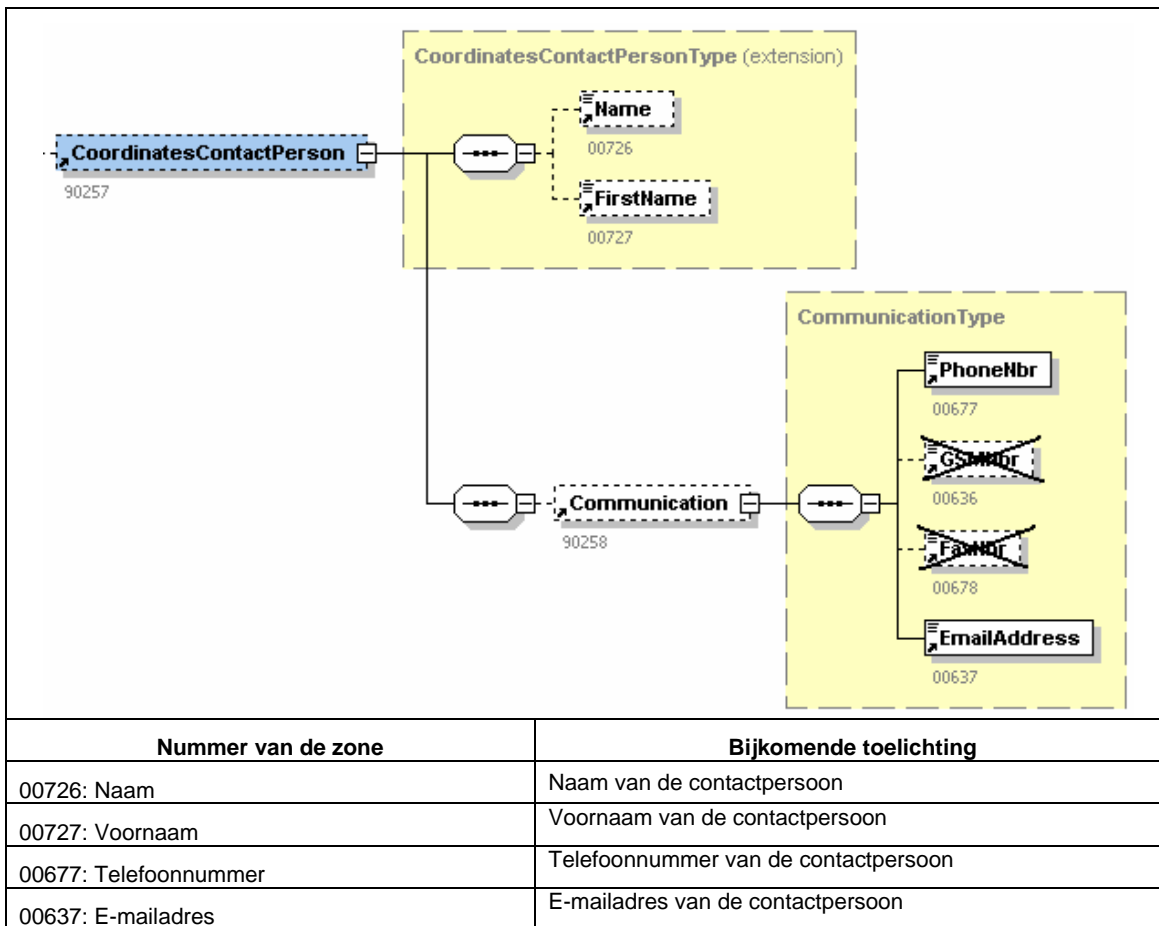 CoordinatesContactPersonType (extension)
Name
00726
CoordinatesContactPerson
90257
FirstName
00727
CommunicationType
PhoneNbr
00677
GSMNbr
00636
Communication
90258
FaxNbr
00678
EmailAddress
00637
Nummer van de zone
Bijkomende toelichting
00726: Naam
Naam van de contactpersoon
00727: Voornaam
Voornaam van de contactpersoon
00677: Telefoonnummer
Telefoonnummer van de contactpersoon
00637: E-mailadres
E-mailadres van de contactpersoon